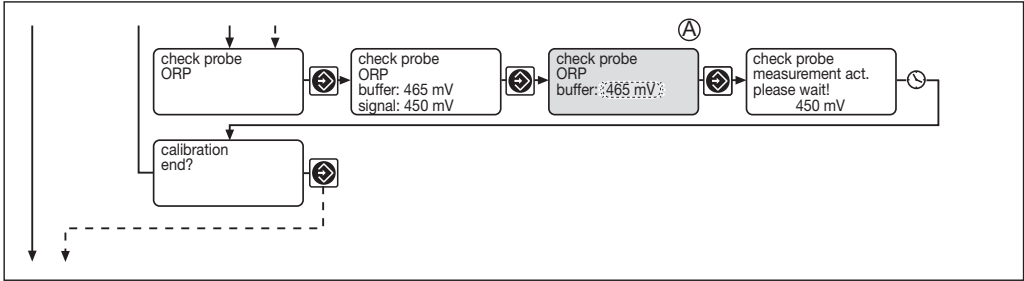 A
check probe
ORP
check probe
ORP
buffer: 465 mV
signal: 450 mV
check probe
ORP
buffer: 465 mV
check probe
measurement act.
please wait!
450 mV
calibration
end?